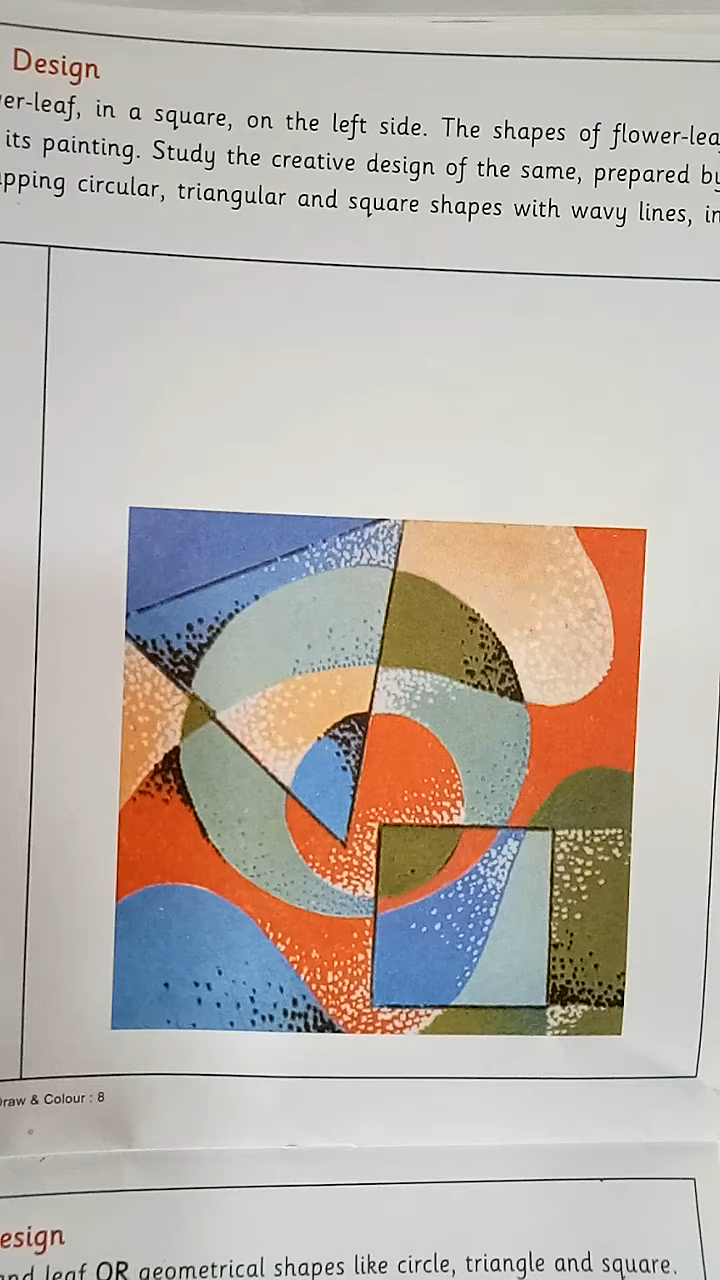 Design
er-leaf, in a square, on the left side. The shapes of flower-lea
its painting. Study the creative design of the same, prepared
pping circular, triangular and square shapes with wavy lines, in
raw & Colour : 8
esign
nd leaf OR geometrical shapes like circle, triangle and square.